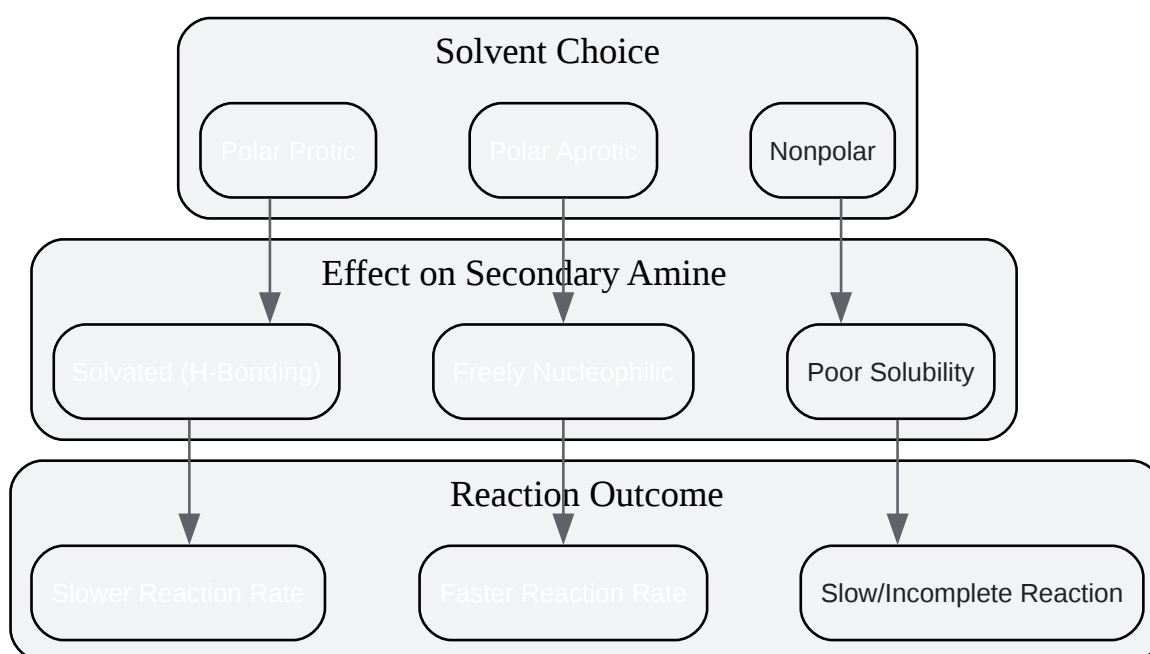 Solvent Choice
Polar Protic
Polar Aprotic
Nonpolar
Effect on Secondary Amine
Solvated (H-Bonding)
Freely Nucleophilic
Poor Solubility
Reaction Outcome
Slower Reaction Rate
Faster Reaction Rate
Slow/Incomplete Reaction